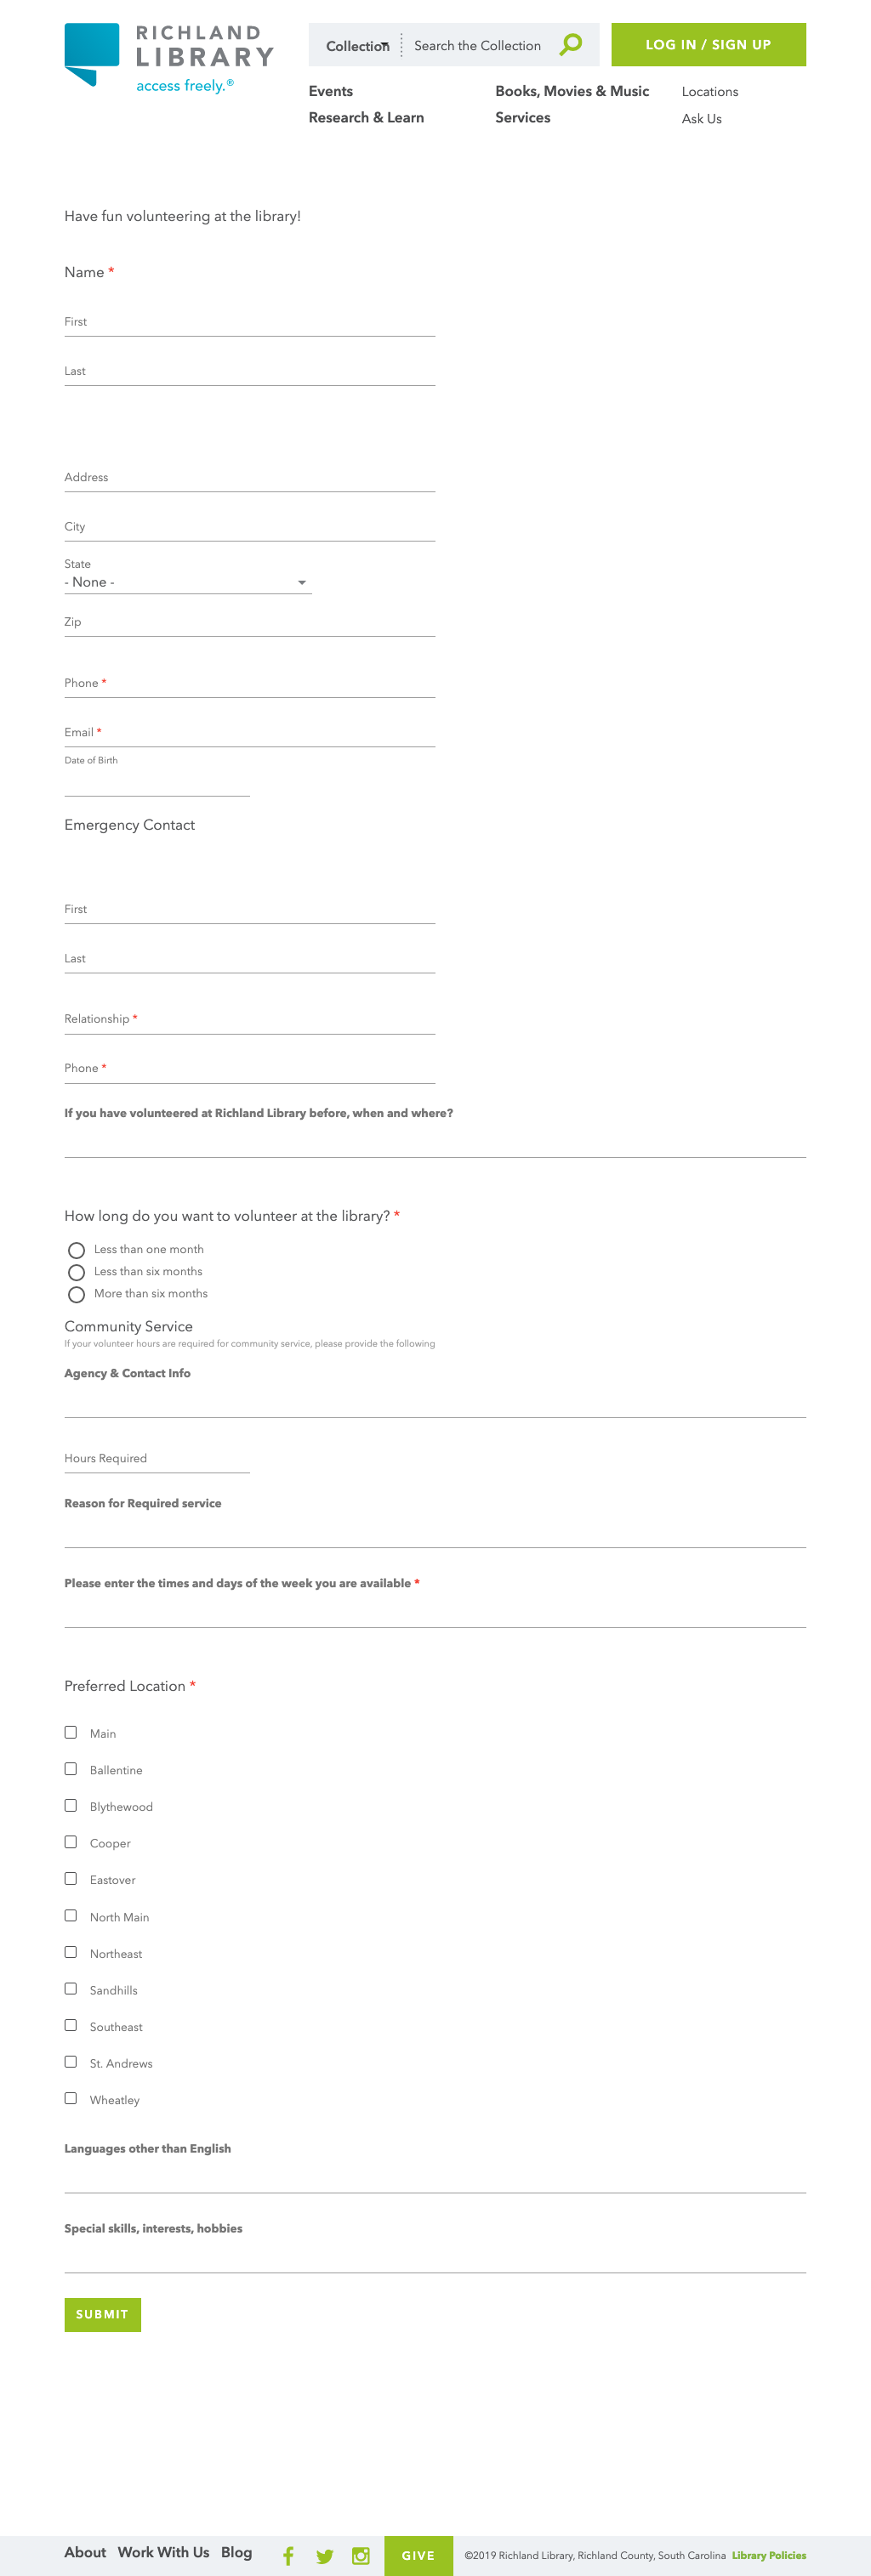 RICHLAND
LIBRARY
access freely.®
Collection
Search the Collection
LOG IN / SIGN UP
Events
Books, Movies & Music
Locations
Research & Learn
Services
Ask Us
Have fun volunteering at the library!
Name *
First
Last
Address
City
State
- None -
Zip
Phone *
Email *
Date of Birth
Emergency Contact
First
Last
Relationship *
Phone *
If you have volunteered at Richland Library before, when and where?
How long do you want to volunteer at the library? *
Less than one month
Less than six months
More than six months
Community Service
If your volunteer hours are required for community service, please provide the following
Agency & Contact Info
Hours Required
Reason for Required service
Please enter the times and days of the week you are available *
Preferred Location *
Main
Ballentine
Blythewood
Cooper
Eastover
North Main
Northeast
Sandhills
Southeast
St. Andrews
Wheatley
Languages other than English
Special skills, interests, hobbies
SUBMIT
About Work With Us Blog
GIVE
©2019 Richland Library, Richland County, South Carolina Library Policies